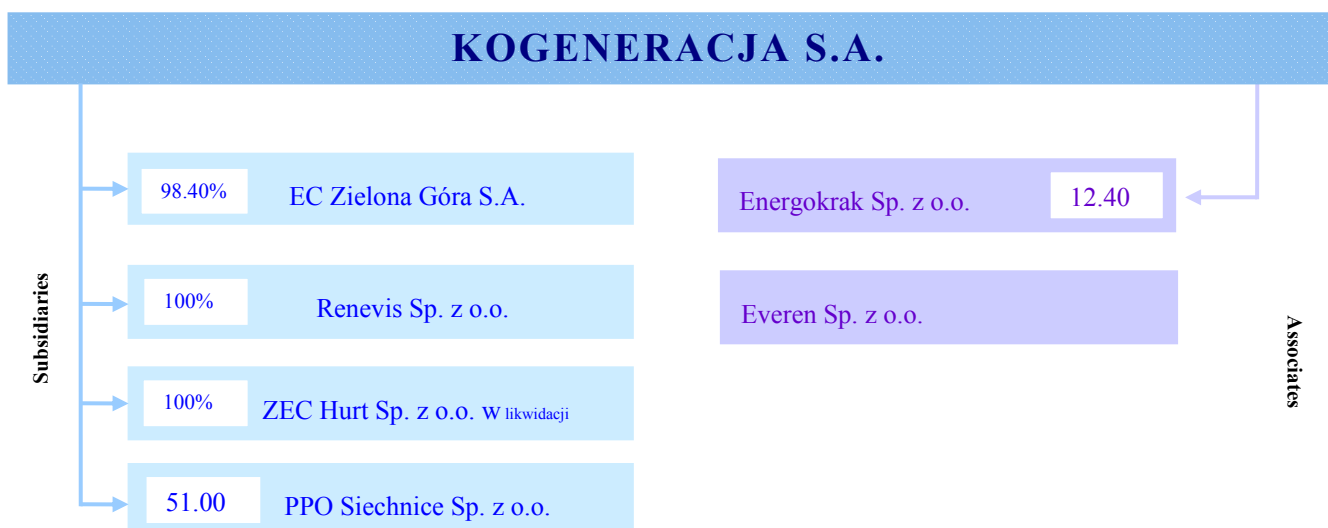 KOGENERACJA S.A.
Subsidiaries
98.40% EC Zielona Góra S.A.
100% Renevis Sp. z o.o.
100% ZEC Hurt Sp. z o.o. w likwidacji
51.00 PPO Siechnice Sp. z o.o.
Energokrak Sp. z o.o. 12.40
Everen Sp. z o.o.
Associates